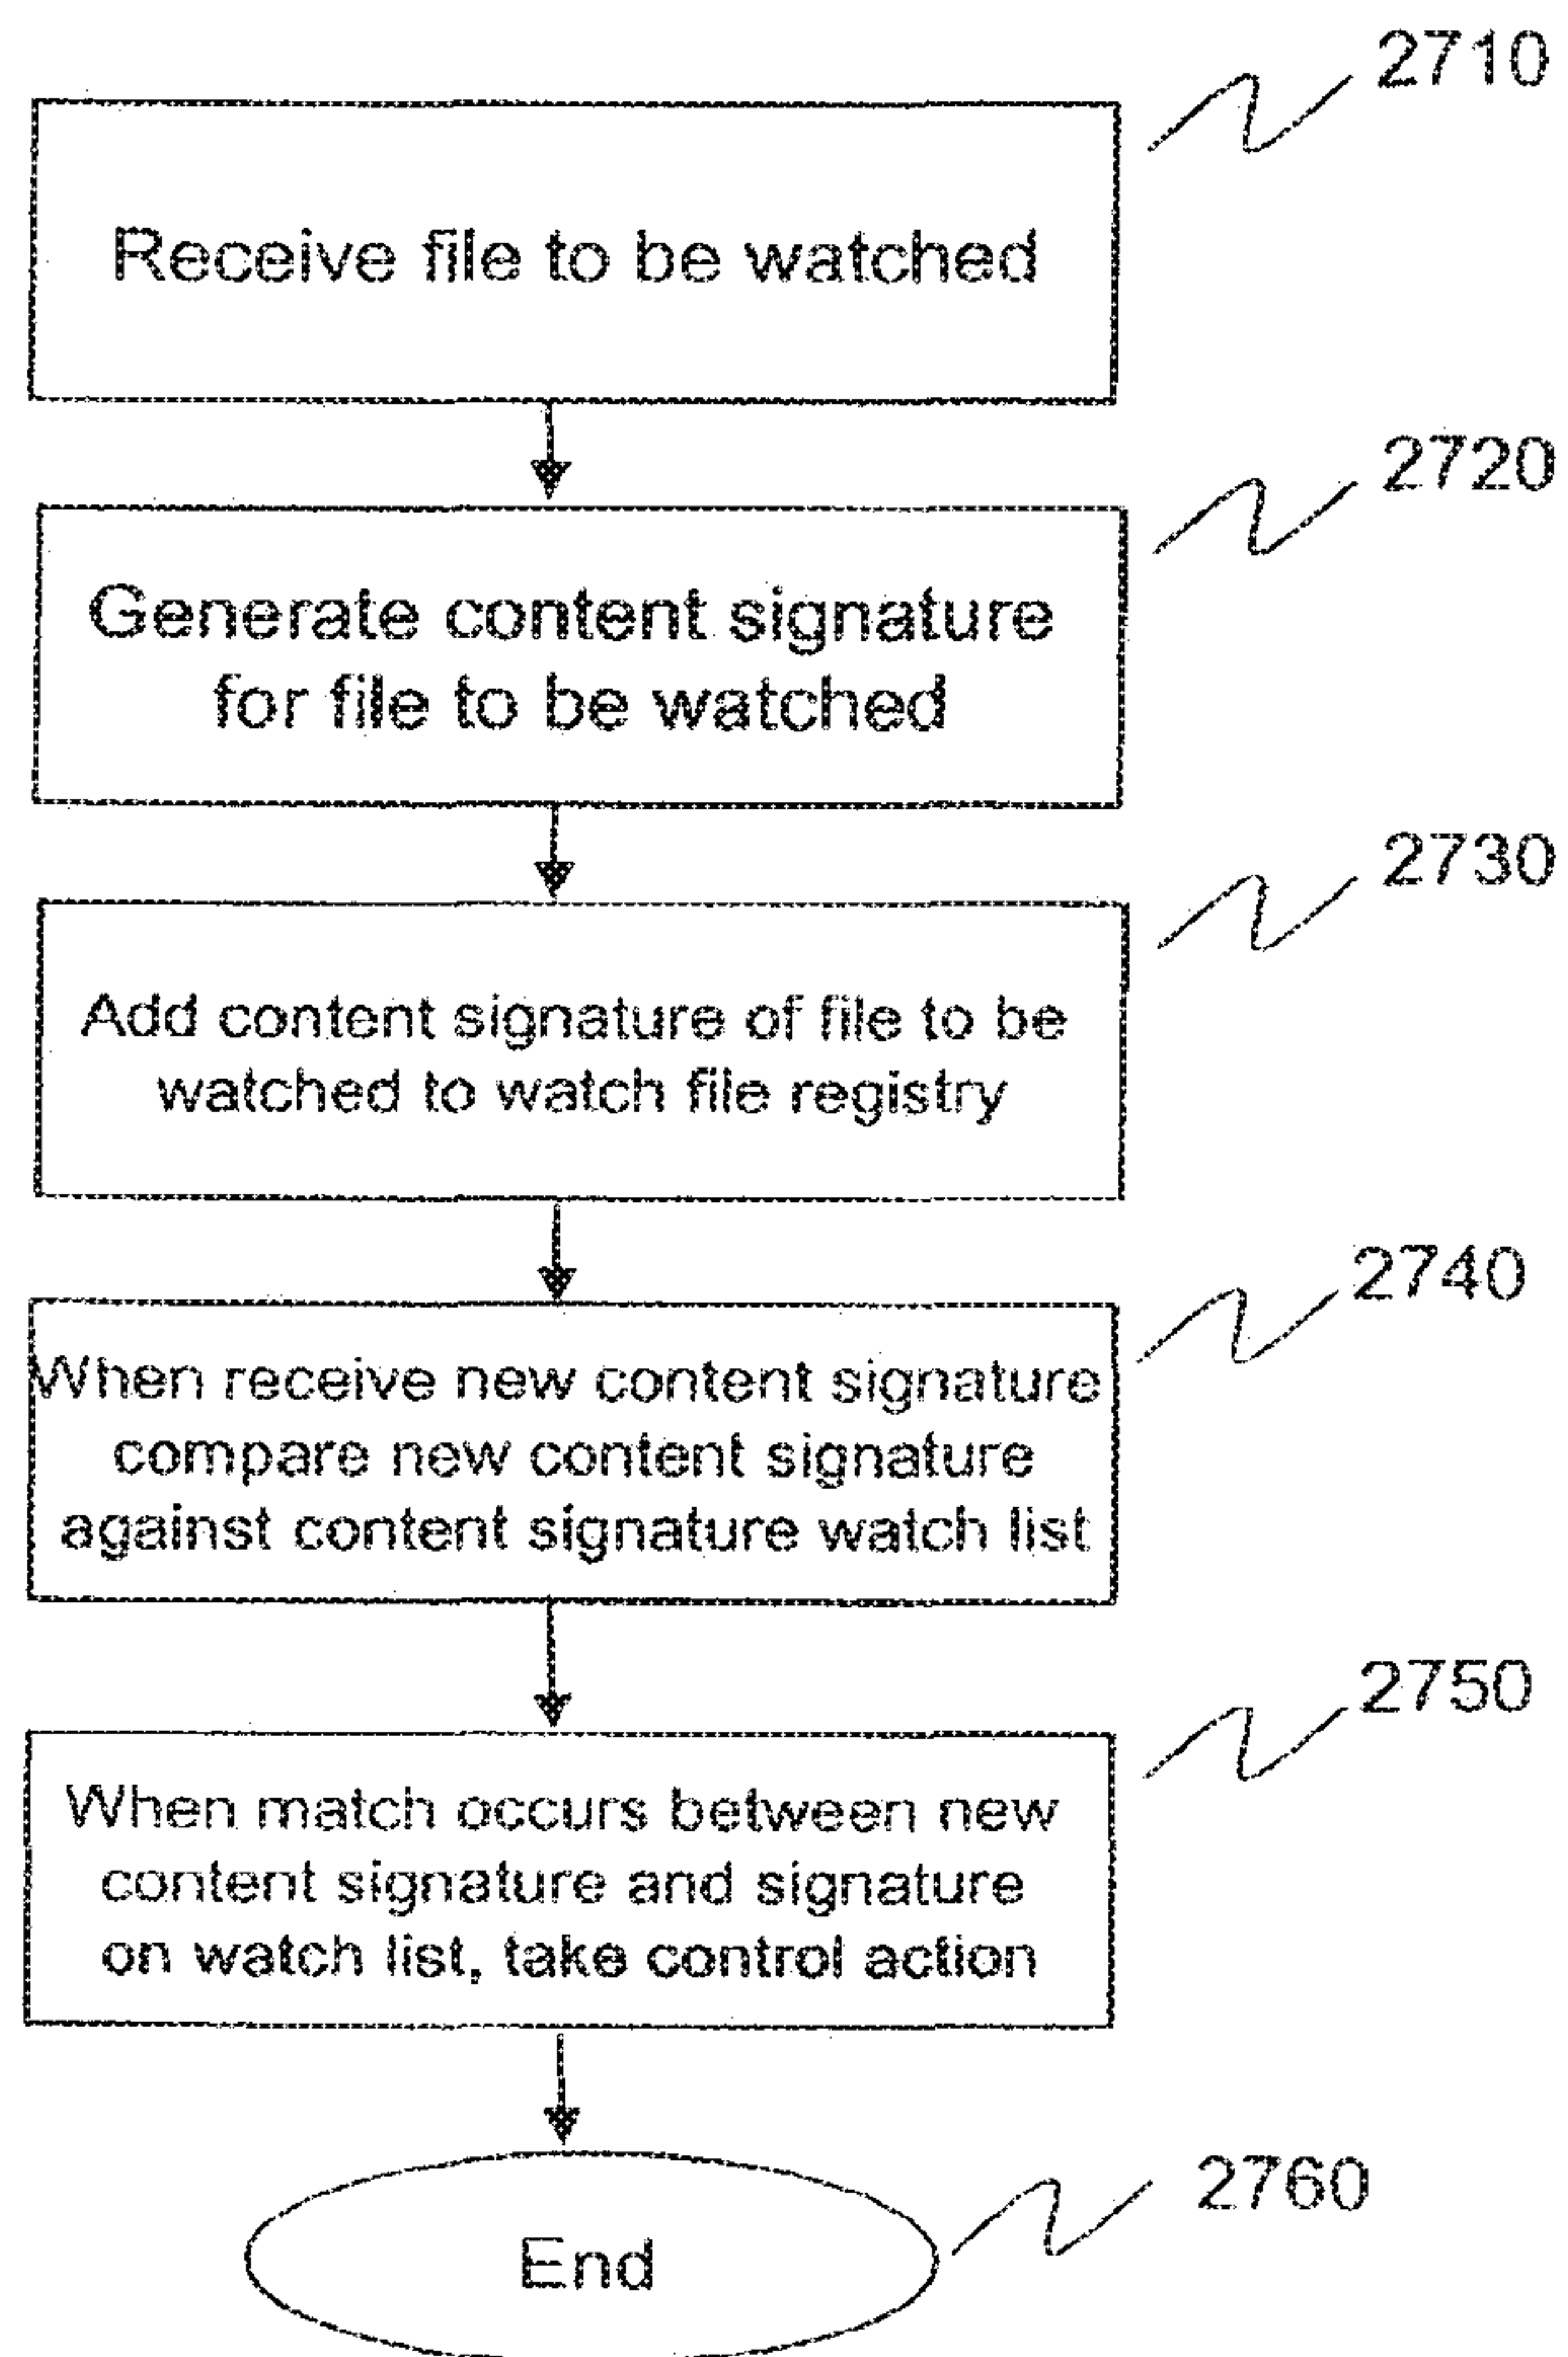 2710
Receive file to be watched
2720
Generate content signature
for file to be watched
2730
Add content signature of file to be
watched to watch file registry
2740
When receive new content signature
compare new content signature
against content signature watch list
2750
When match occurs between new
content signature and signature
on watch list, take control action
2760
End